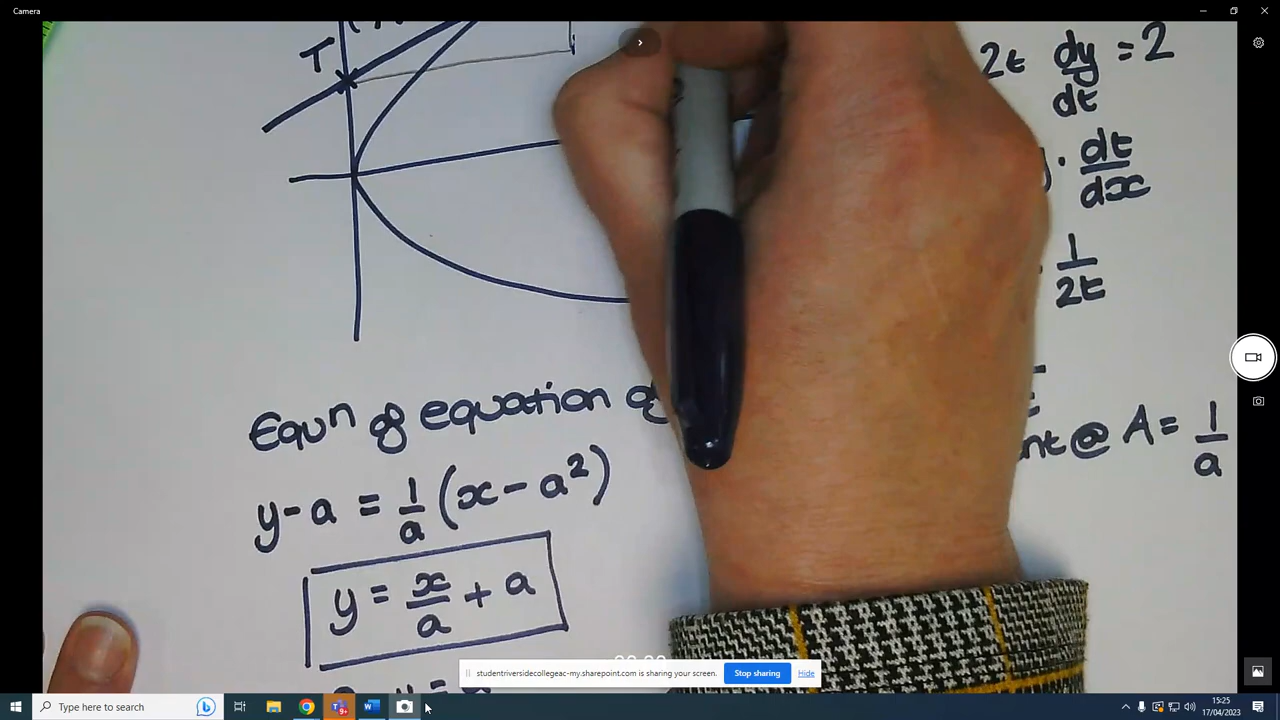 Camera
T
2t dy/dt = 2
· dt/dx
· 1/2t
Equn of equation of
nt @ A = 1/a
y - a = 1/a (x - a²)
y = x/a + a
studentriversidecollegeac-my.sharepoint.com is sharing your screen.
Stop sharing
Hide
Type here to search
15:25
17/04/2023